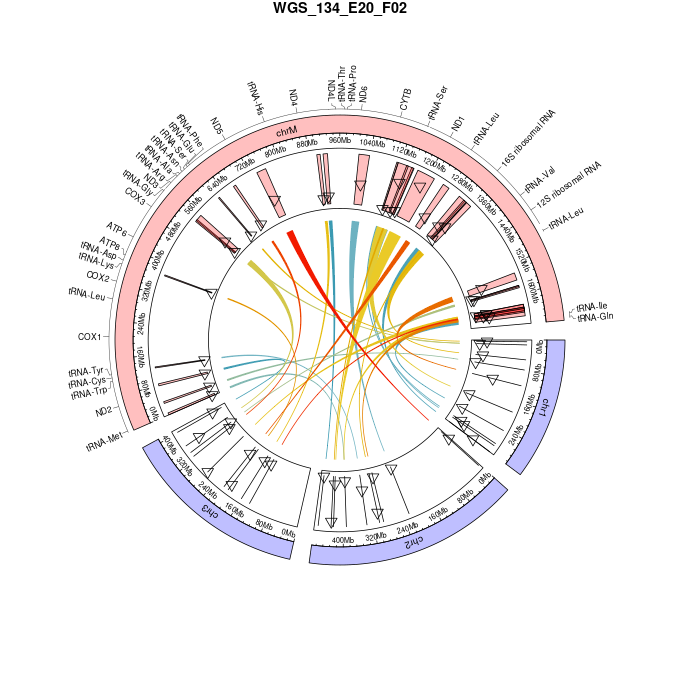 WGS_134_E20_F02
tRNA-Met
ND2
tRNA-Trp
tRNA-Cys
tRNA-Tyr
COX1
tRNA-Leu
COX2
tRNA-Lys
tRNA-Asp
ATP8
ATP6
COX3
tRNA-Gly
ND3
tRNA-Arg
tRNA-Ala
tRNA-Asn
tRNA-Ser
tRNA-Glu
tRNA-Phe
ND5
tRNA-His
ND4
ND4L
tRNA-Thr
tRNA-Pro
ND6
CYTB
tRNA-Ser
ND1
tRNA-Leu
16S ribosomal RNA
tRNA-Val
12S ribosomal RNA
tRNA-Leu
tRNA-Ile
tRNA-Gln
chrM
0Mb
80Mb
160Mb
240Mb
320Mb
400Mb
480Mb
560Mb
640Mb
720Mb
800Mb
880Mb
960Mb
1040Mb
1120Mb
1200Mb
1280Mb
1360Mb
1440Mb
1520Mb
1600Mb
chr1
0Mb
80Mb
160Mb
240Mb
chr2
0Mb
80Mb
160Mb
240Mb
320Mb
400Mb
chr3
0Mb
80Mb
160Mb
240Mb
320Mb
400Mb